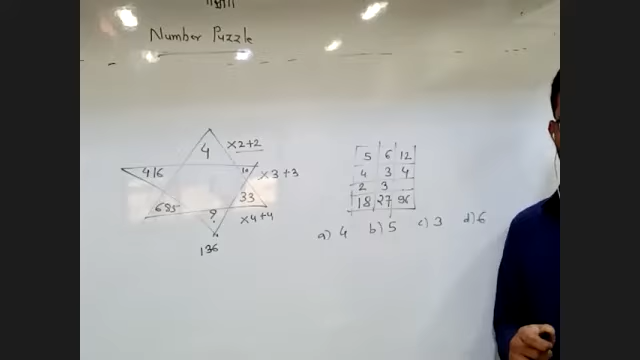 Number Puzzle
4
×2+2
416
10
×3+3
33
685
?
×4+4
136
5 6 12
4 3 4
2 3
18 27 96
a) 4 b) 5 c) 3 d) 6